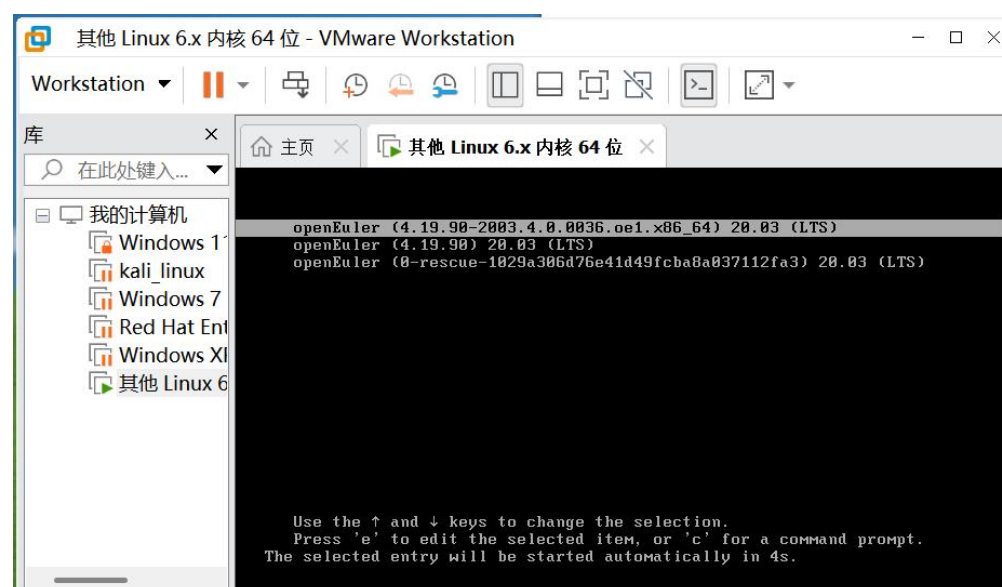 其他 Linux 6.x 内核 64 位 - VMware Workstation
Workstation
库
在此处键入...
主页
其他 Linux 6.x 内核 64 位
我的计算机
Windows 1
kali_linux
Windows 7
Red Hat Ent
Windows X
其他 Linux 6
openEuler (4.19.90-2003.4.0.0036.oe1.x86_64) 20.03 (LTS)
openEuler (4.19.90) 20.03 (LTS)
openEuler (0-rescue-1029a306d76e41d49fcba8a037112fa3) 20.03 (LTS)
Use the ↑ and ↓ keys to change the selection.
Press 'e' to edit the selected item, or 'c' for a command prompt.
The selected entry will be started automatically in 4s.